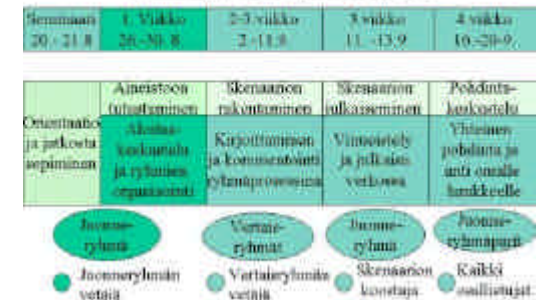 Seminaari
20.-21.8
1. Viikko
26.-30. 8.
2-3 viikko
2.-11.9
3 viikko
11. -13.9
4 viikko
16.-20.9.
Orientaatio
ja jatkosta
sopiminen
Aineistoon
tutustuminen
Skenaarion
rakentaminen
Skenaarion
julkaiseminen
Pohdinta-
keskustelu
Aloitus-
keskustelu
ja ryhmien
organisointi
Kirjoittaminen
ja kommentointi
ryhmäprosessina
Viimeistely
ja julkaisu
verkossa
Yhteinen
pohdinta ja
anti omalle
hankkeelle
Juonne-
ryhmä
Vertais-
ryhmät
Juonne-
ryhmä
Juonne-
ryhmäparit
Juonneryhmän
vetäjä
Vertaisryhmän
vetäjä
Skenaarion
koostaja
Kaikki
osallistujat